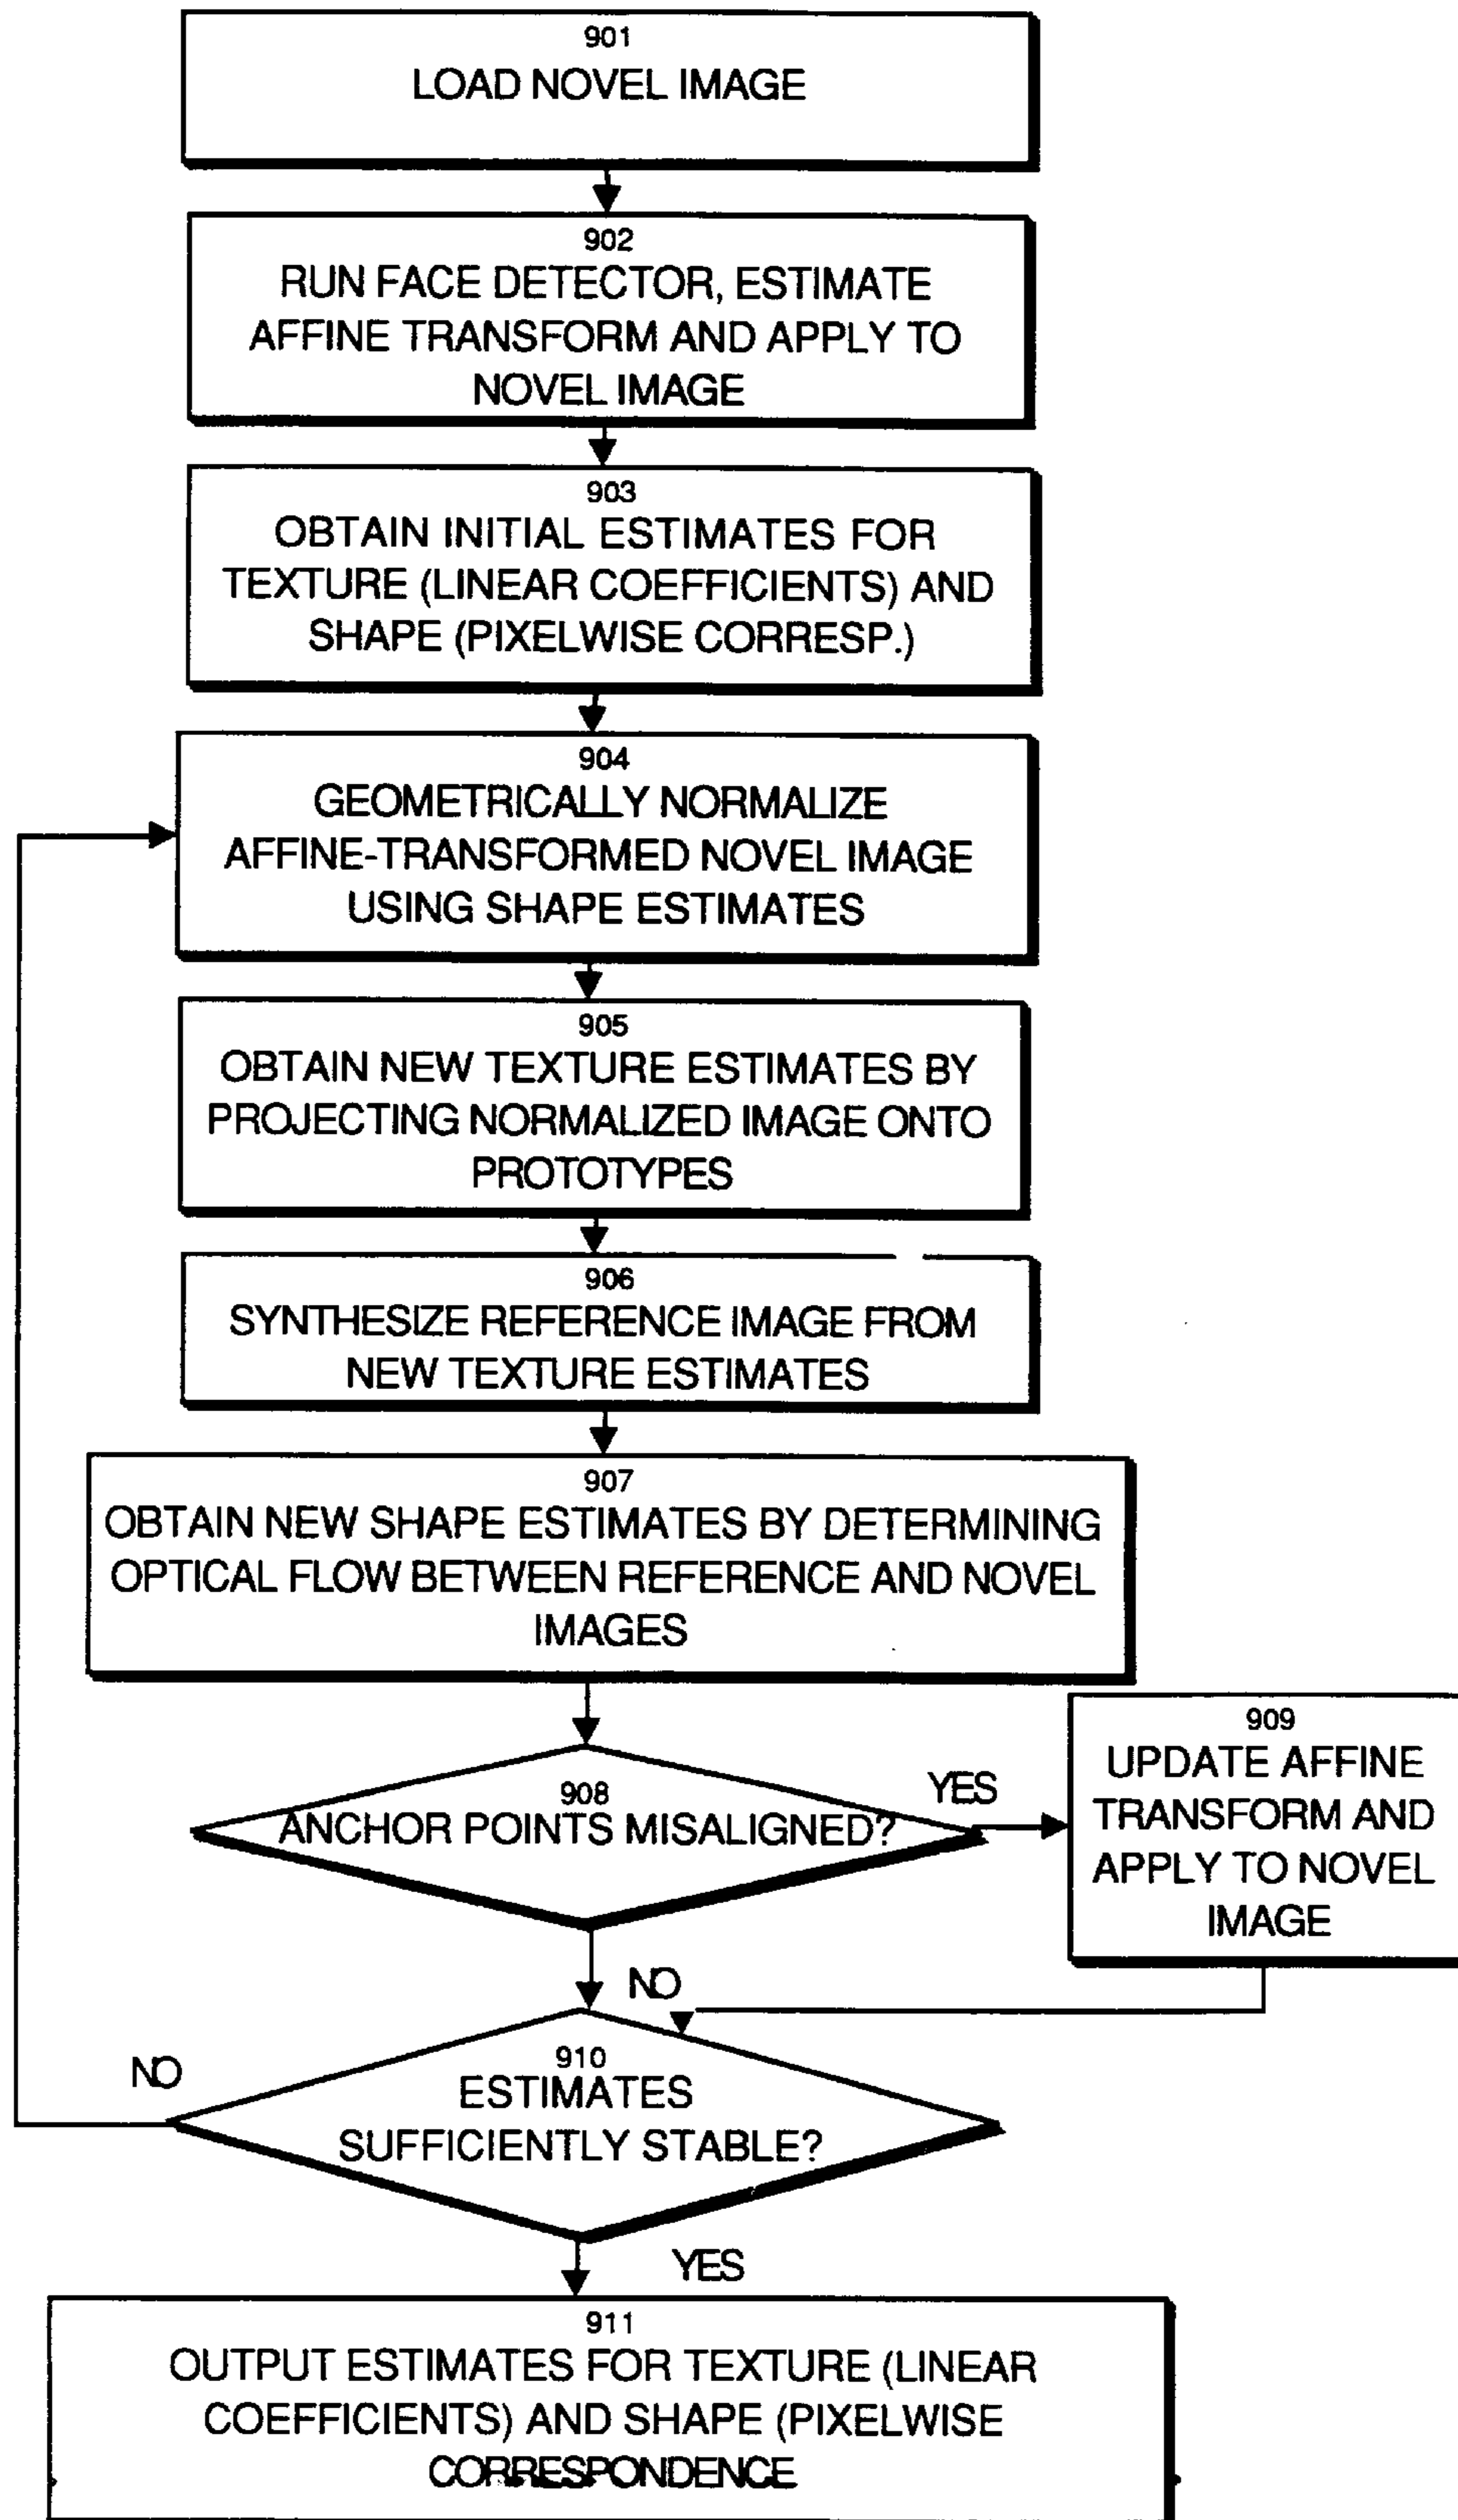 901
LOAD NOVEL IMAGE
902
RUN FACE DETECTOR, ESTIMATE
AFFINE TRANSFORM AND APPLY TO
NOVEL IMAGE
903
OBTAIN INITIAL ESTIMATES FOR
TEXTURE (LINEAR COEFFICIENTS) AND
SHAPE (PIXELWISE CORRESP.)
904
GEOMETRICALLY NORMALIZE
AFFINE-TRANSFORMED NOVEL IMAGE
USING SHAPE ESTIMATES
905
OBTAIN NEW TEXTURE ESTIMATES BY
PROJECTING NORMALIZED IMAGE ONTO
PROTOTYPES
906
SYNTHESIZE REFERENCE IMAGE FROM
NEW TEXTURE ESTIMATES
907
OBTAIN NEW SHAPE ESTIMATES BY DETERMINING
OPTICAL FLOW BETWEEN REFERENCE AND NOVEL
IMAGES
908
ANCHOR POINTS MISALIGNED?
YES
909
UPDATE AFFINE
TRANSFORM AND
APPLY TO NOVEL
IMAGE
NO
910
ESTIMATES
SUFFICIENTLY STABLE?
NO
YES
911
OUTPUT ESTIMATES FOR TEXTURE (LINEAR
COEFFICIENTS) AND SHAPE (PIXELWISE
CORRESPONDENCE